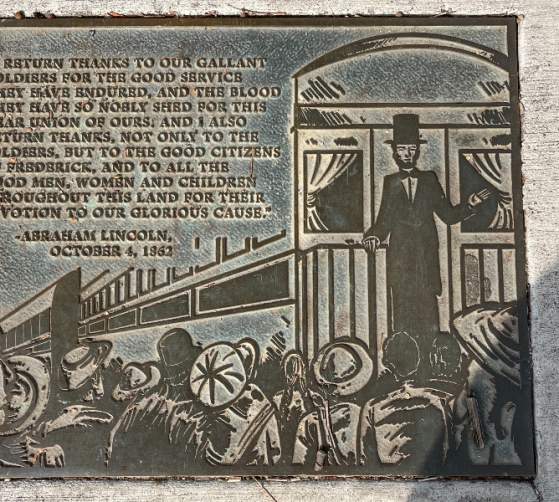 RETURN THANKS TO OUR GALLANT
OLDIERS FOR THE GOOD SERVICE
HEY HAVE ENDURED, AND THE BLOOD
HEY HAVE SO NOBLY SHED FOR THIS
EAR UNION OF OURS: AND I ALSO
ETURN THANKS, NOT ONLY TO THE
OLDIERS, BUT TO THE GOOD CITIZENS
F FREDERICK, AND TO ALL THE
OOD MEN, WOMEN AND CHILDREN
HROUGHOUT THIS LAND FOR THEIR
EVOTION TO OUR GLORIOUS CAUSE."
-ABRAHAM LINCOLN,
OCTOBER 4, 1862